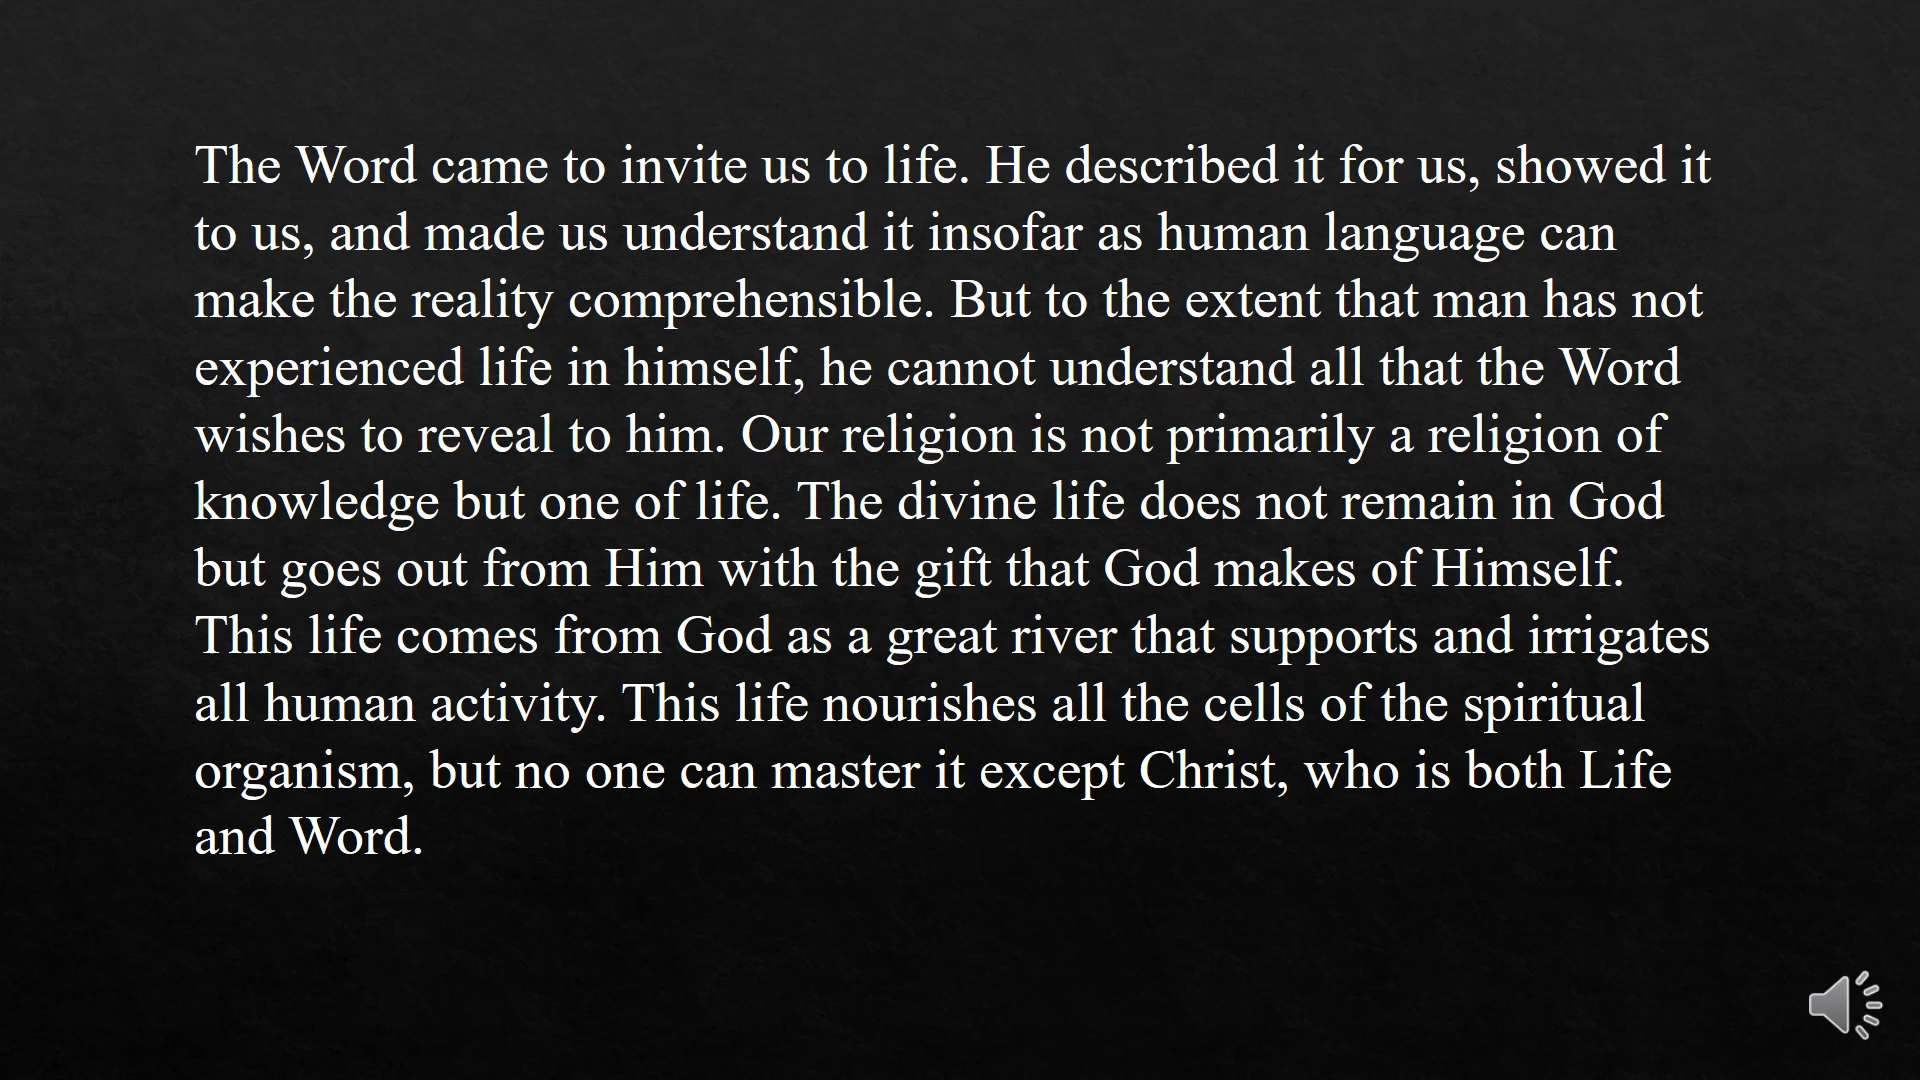 The Word came to invite us to life. He described it for us, showed it
to us, and made us understand it insofar as human language can
make the reality comprehensible. But to the extent that man has not
experienced life in himself, he cannot understand all that the Word
wishes to reveal to him. Our religion is not primarily a religion of
knowledge but one of life. The divine life does not remain in God
but goes out from Him with the gift that God makes of Himself.
This life comes from God as a great river that supports and irrigates
all human activity. This life nourishes all the cells of the spiritual
organism, but no one can master it except Christ, who is both Life
and Word.